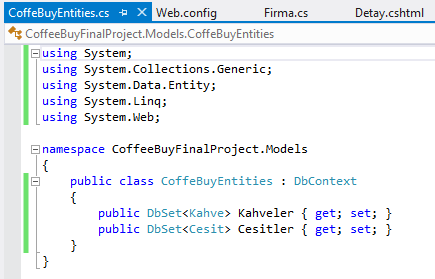 CoffeBuyEntities.cs Web.config Firma.cs Detay.cshtml
CoffeeBuyFinalProject.Models.CoffeBuyEntities
using System;
using System.Collections.Generic;
using System.Data.Entity;
using System.Linq;
using System.Web;
namespace CoffeeBuyFinalProject.Models
{
public class CoffeBuyEntities : DbContext
{
public DbSet<Kahve> Kahveler { get; set; }
public DbSet<Cesit> Cesitler { get; set; }
}
}